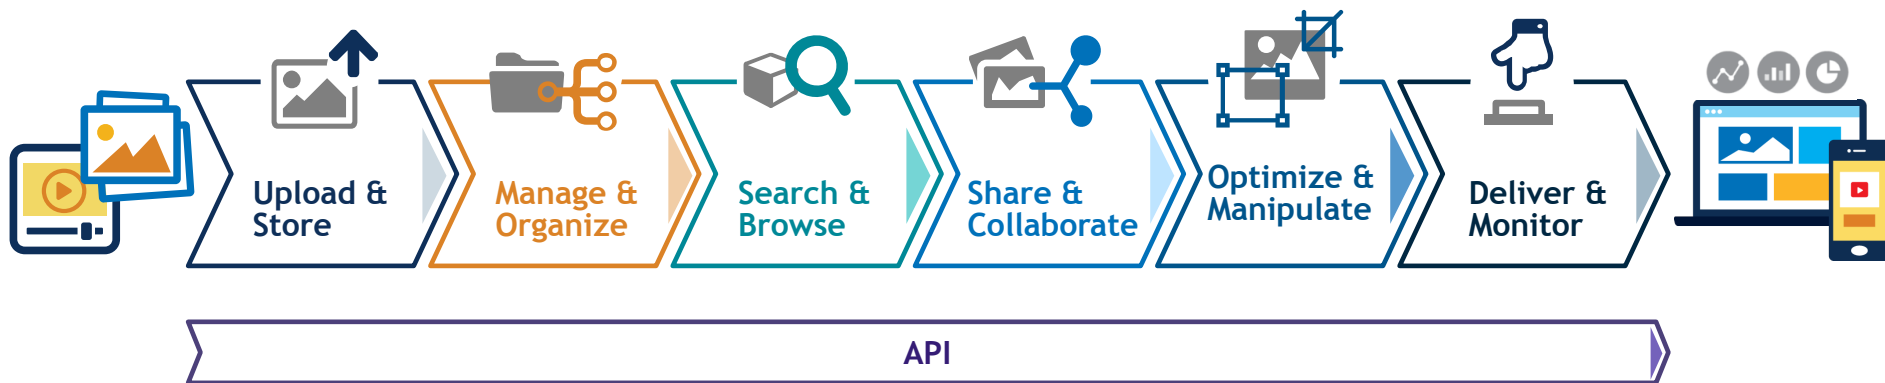 Upload &
Store
Manage &
Organize
Search &
Browse
Share &
Collaborate
Optimize &
Manipulate
Deliver &
Monitor
API